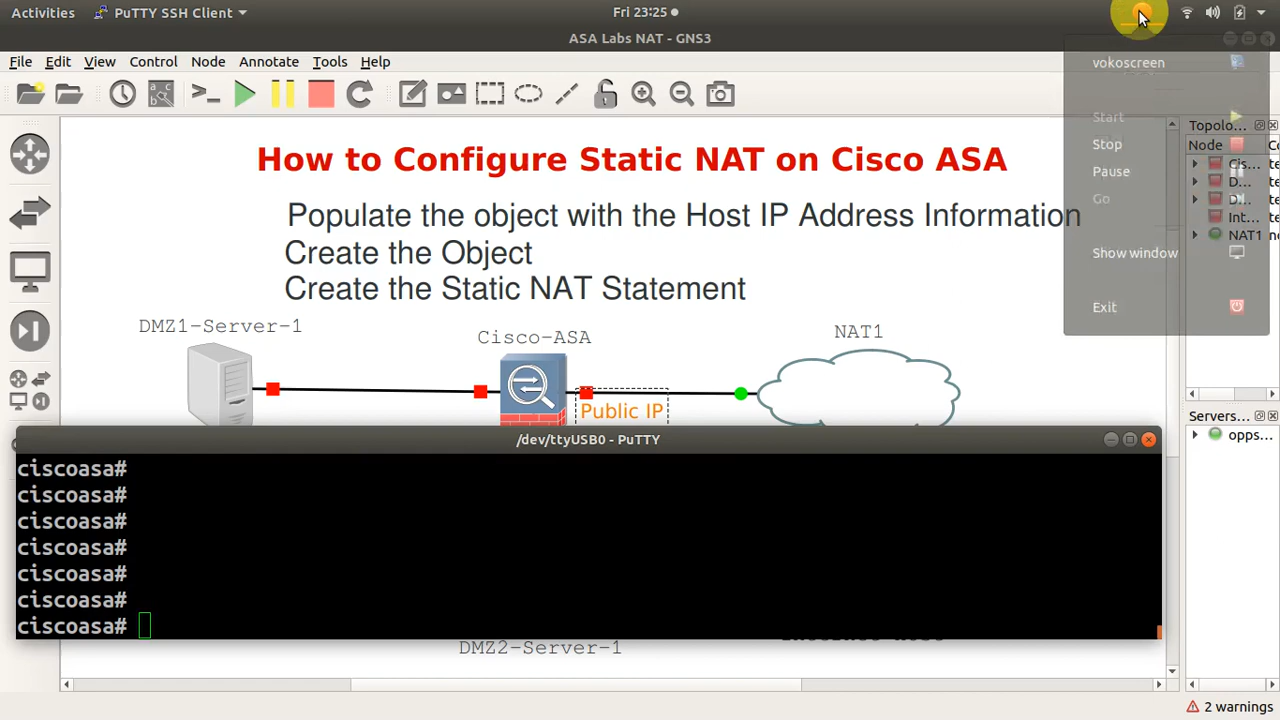 Activities
PuTTY SSH Client
Fri 23:25
ASA Labs NAT - GNS3
File Edit View Control Node Annotate Tools Help
vokoscreen
Start
Stop
Pause
Go
Show window
Exit
How to Configure Static NAT on Cisco ASA
Populate the object with the Host IP Address Information
Create the Object
Create the Static NAT Statement
DMZ1-Server-1
Cisco-ASA
NAT1
Public IP
Topolo...
Node
Cis...
D...
D...
Int...
NAT1
Servers...
opps...
/dev/ttyUSB0 - PuTTY
ciscoasa#
ciscoasa#
ciscoasa#
ciscoasa#
ciscoasa#
ciscoasa#
ciscoasa#
DMZ2-Server-1
2 warnings